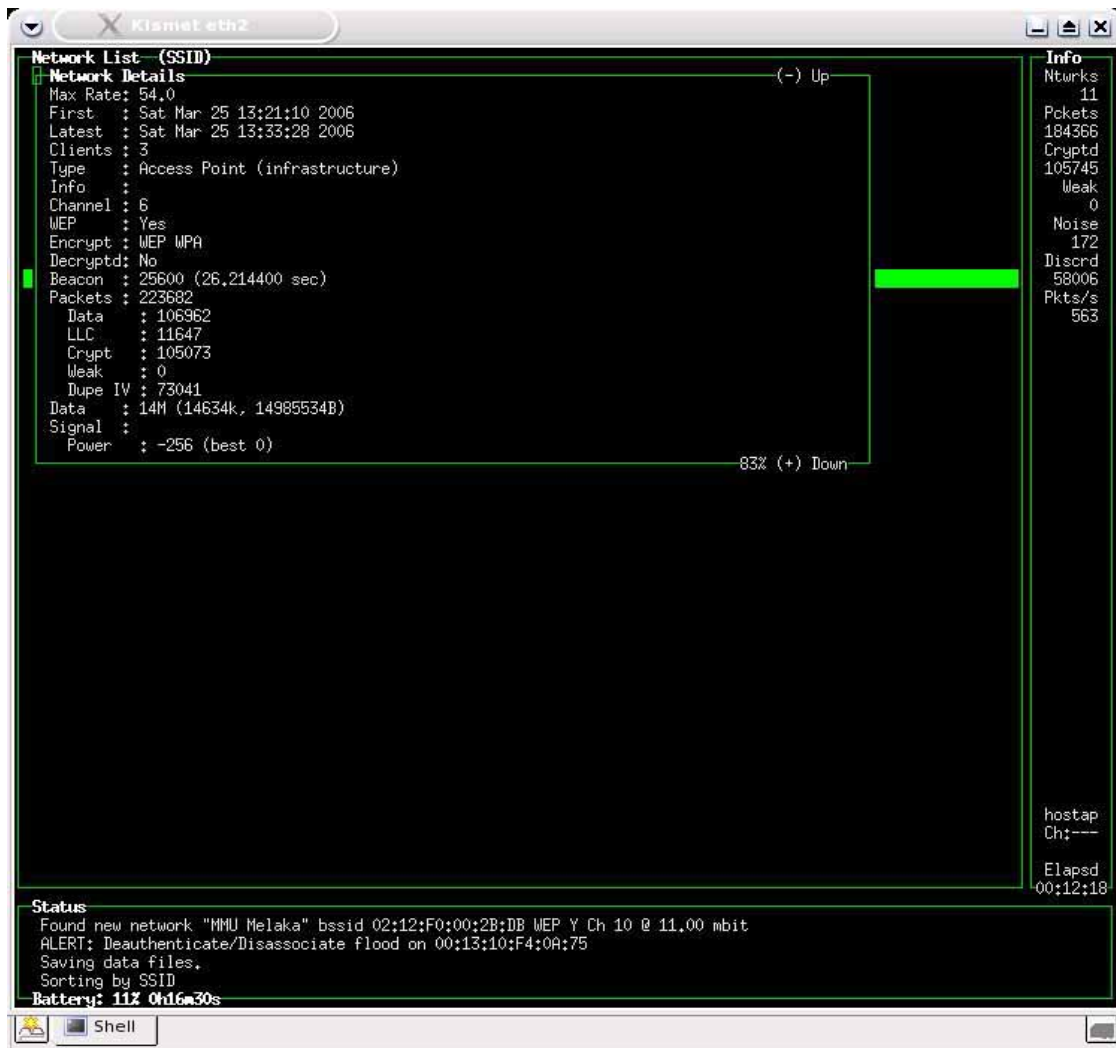 Kismet eth2
Network List (SSID)
Network Details
(-) Up
Max Rate: 54.0
First : Sat Mar 25 13:21:10 2006
Latest : Sat Mar 25 13:33:28 2006
Clients : 3
Type : Access Point (infrastructure)
Info :
Channel : 6
WEP : Yes
Encrypt : WEP WPA
Decryptd: No
Beacon : 25600 (26.214400 sec)
Packets : 223682
Data : 106962
LLC : 11647
Crypt : 105073
Weak : 0
Dupe IV : 73041
Data : 14M (14634k, 14985534B)
Signal :
Power : -256 (best 0)
83% (+) Down
Info
Ntwrks
11
Pckets
184366
Cryptd
105745
Weak
0
Noise
172
Discrd
58006
Pkts/s
563
hostap
Ch:---
Elapsd
00:12:18
Status
Found new network "MMU Melaka" bssid 02:12:F0:00:2B:DB WEP Y Ch 10 @ 11.00 mbit
ALERT: Deauthenticate/Disassociate flood on 00:13:10:F4:0A:75
Saving data files.
Sorting by SSID
Battery: 11% 0h16m30s
Shell